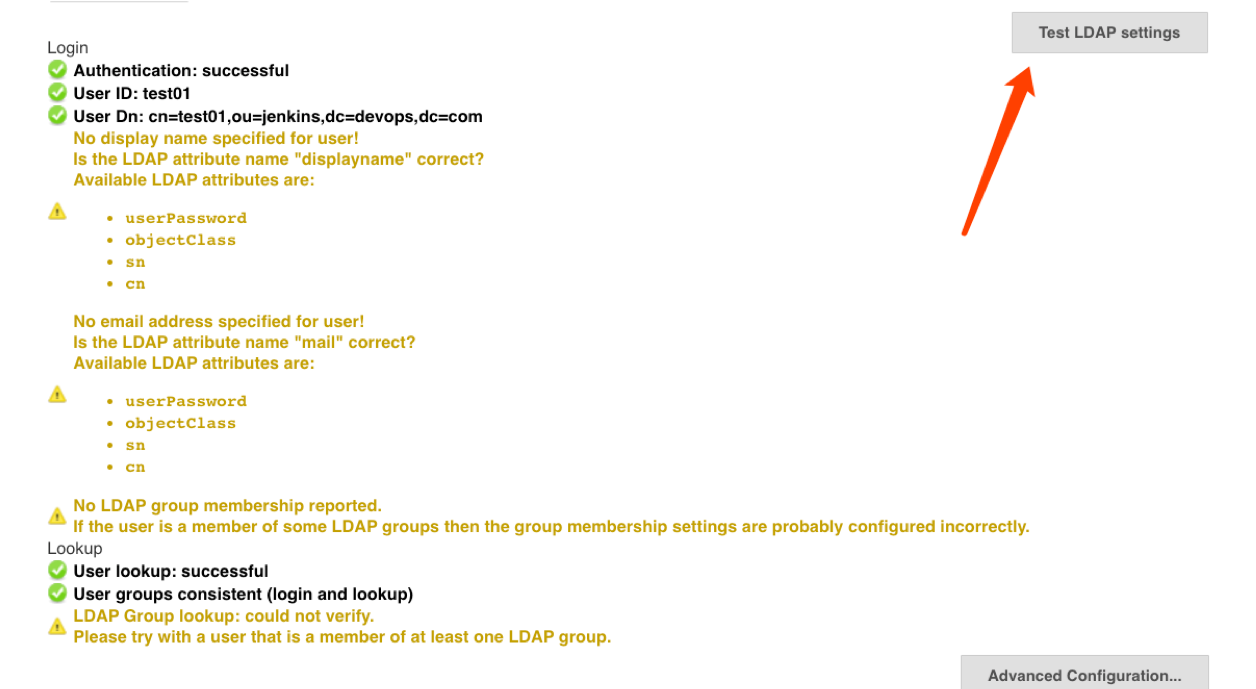 Test LDAP settings
Login
Authentication: successful
User ID: test01
User Dn: cn=test01,ou=jenkins,dc=devops,dc=com
No display name specified for user!
Is the LDAP attribute name "displayname" correct?
Available LDAP attributes are:
• userPassword
• objectClass
• sn
• cn
No email address specified for user!
Is the LDAP attribute name "mail" correct?
Available LDAP attributes are:
• userPassword
• objectClass
• sn
• cn
No LDAP group membership reported.
If the user is a member of some LDAP groups then the group membership settings are probably configured incorrectly.
Lookup
User lookup: successful
User groups consistent (login and lookup)
LDAP Group lookup: could not verify.
Please try with a user that is a member of at least one LDAP group.
Advanced Configuration...